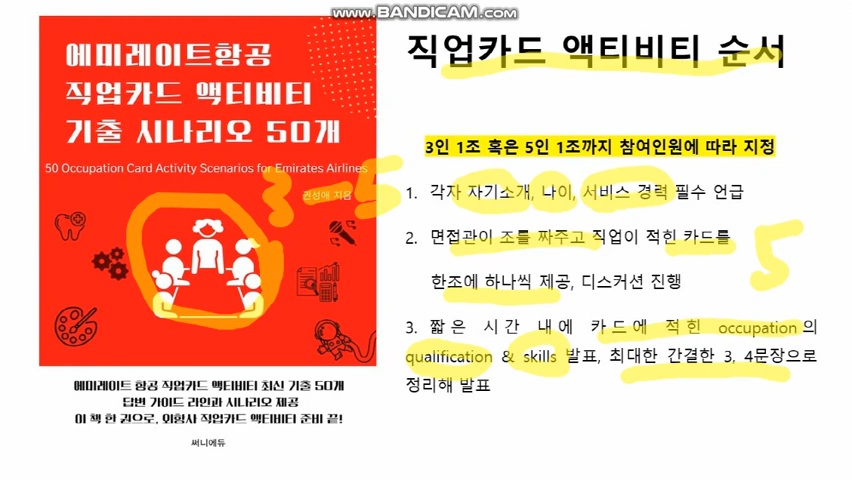 www.BANDICAM.com
에미레이트항공
직업카드 액티비티
기출 시나리오 50개
50 Occupation Card Activity Scenarios for Emirates Airlines
권성애 지음
3-5
에미레이트 항공 직업카드 액티비티 최신 기출 50개
답변 가이드 라인과 시나리오 제공
이 책 한 권으로, 외항사 직업카드 액티비티 준비 끝!
써니에듀
직업카드 액티비티 순서
3인 1조 혹은 5인 1조까지 참여인원에 따라 지정
1. 각자 자기소개, 나이, 서비스 경력 필수 언급
2. 면접관이 조를 짜주고 직업이 적힌 카드를
한조에 하나씩 제공, 디스커션 진행
5
3. 짧은 시간 내에 카드에 적힌 occupation의
qualification & skills 발표, 최대한 간결한 3, 4문장으로
정리해 발표